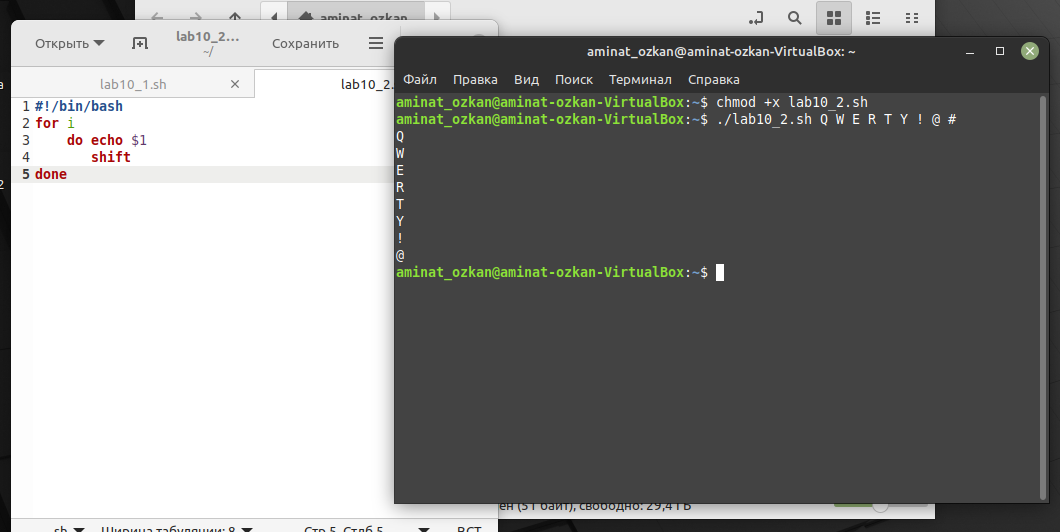 aminat_ozkan
Открыть
lab10_2...
~/
Сохранить
lab10_1.sh
lab10_2.
1 #!/bin/bash
2 for i
3 do echo $1
4 shift
5 done
sh
Ширина табуляции: 8
Стр 5, Стлб 5
ВСТ
aminat_ozkan@aminat-ozkan-VirtualBox: ~
Файл Правка Вид Поиск Терминал Справка
aminat_ozkan@aminat-ozkan-VirtualBox:~$ chmod +x lab10_2.sh
aminat_ozkan@aminat-ozkan-VirtualBox:~$ ./lab10_2.sh Q W E R T Y ! @ #
Q
W
E
R
T
Y
!
@
aminat_ozkan@aminat-ozkan-VirtualBox:~$
(51 байт), свободно: 29,4 ГБ